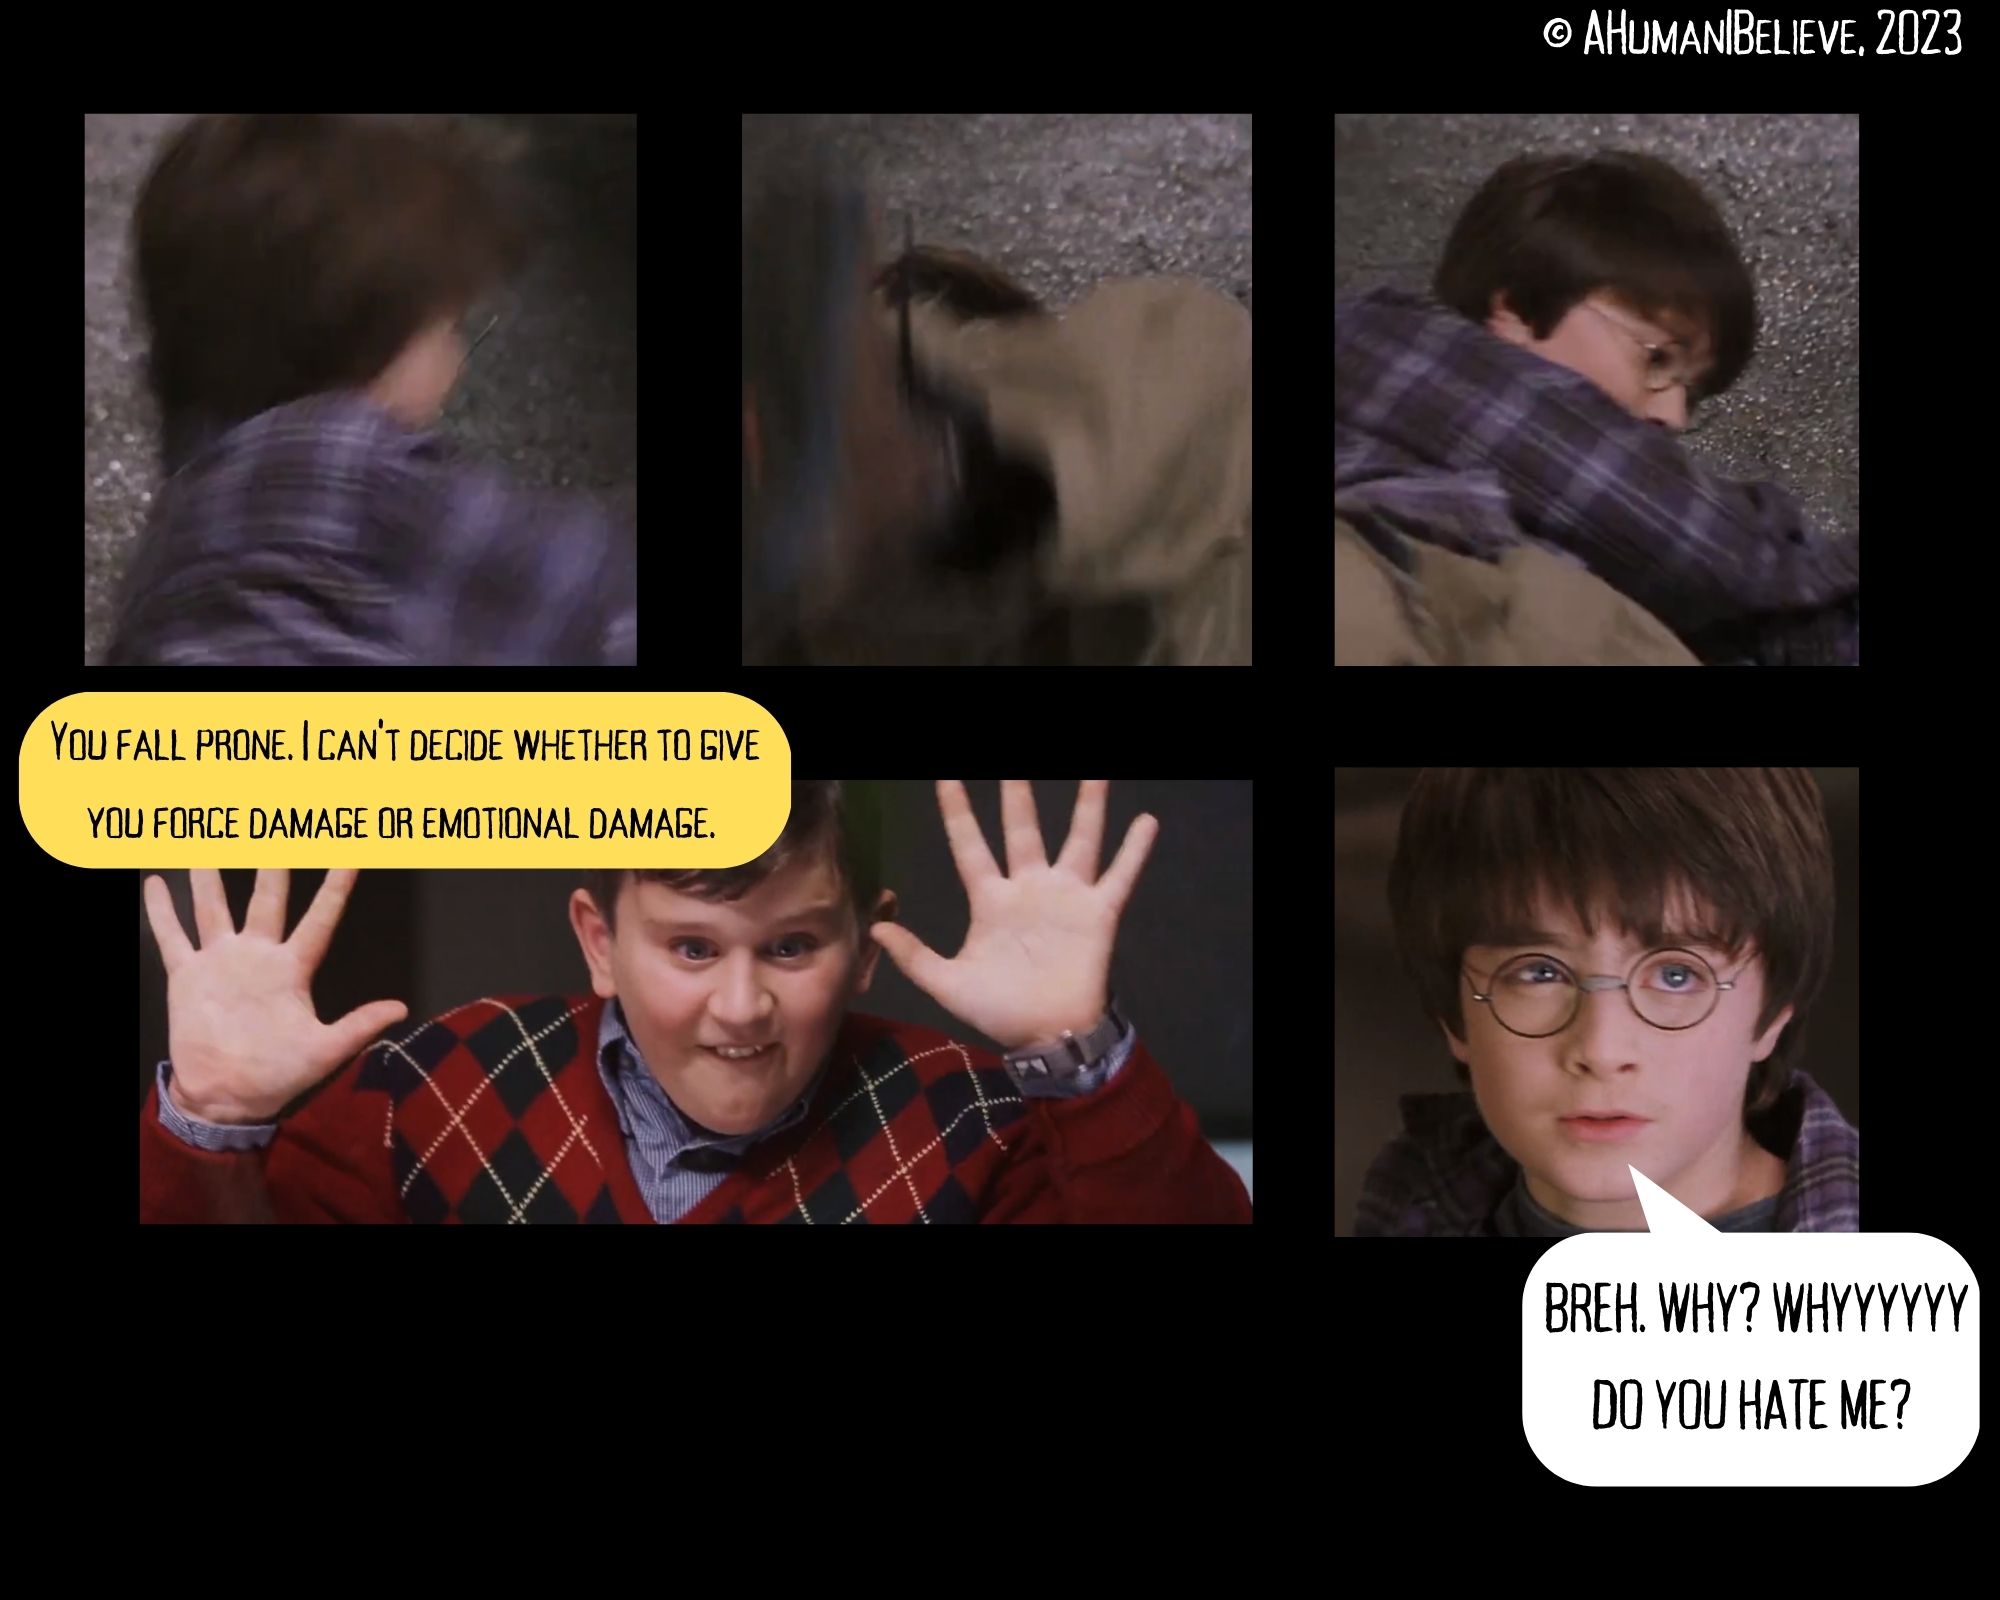 © AHumanIBelieve, 2023
You fall prone. I can't decide whether to give
you force damage or emotional damage.
BREH. WHY? WHYYYYYY
DO YOU HATE ME?